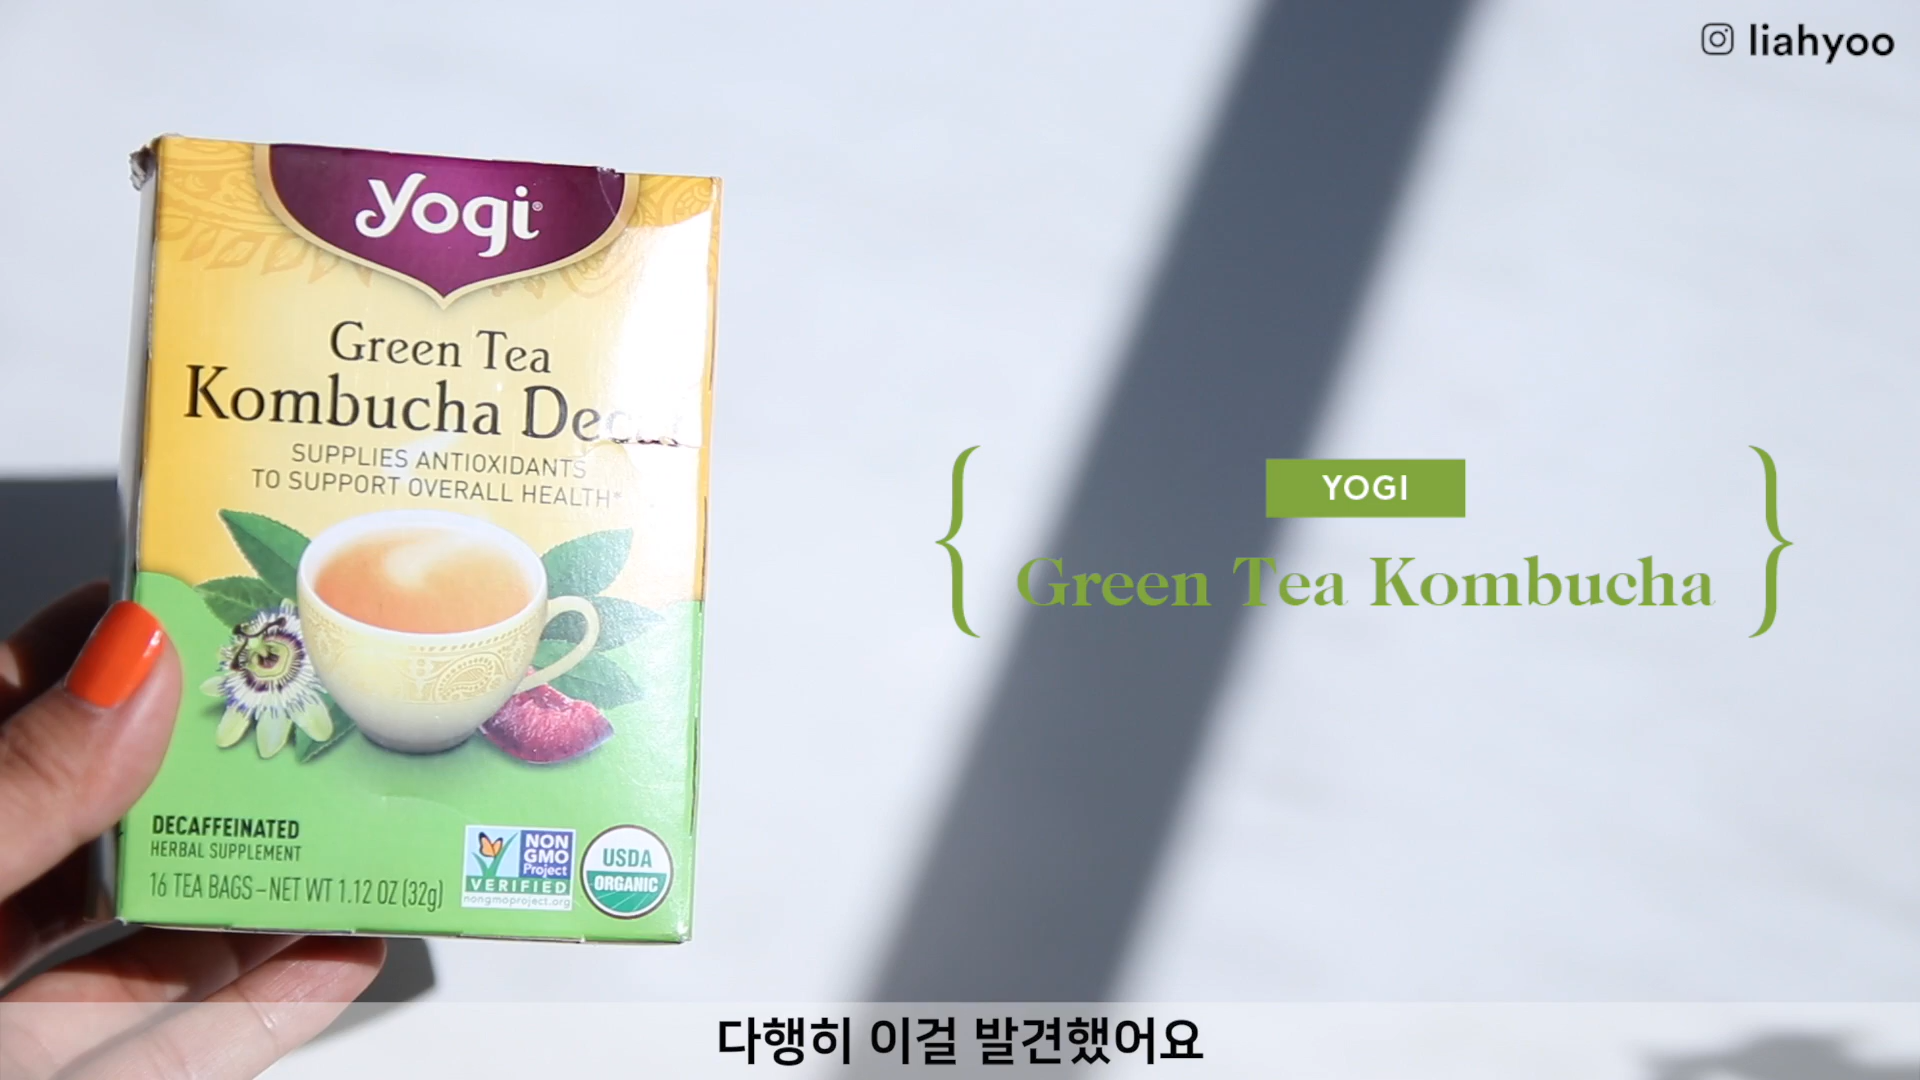 liahyoo
yogi®
Green Tea
Kombucha
SUPPLIES ANTIOXIDANTS
TO SUPPORT OVERALL HEALTH*
DECAFFEINATED
HERBAL SUPPLEMENT
16 TEA BAGS – NET WT 1.12 OZ (32g)
NON
GMO
Project
VERIFIED
nongmoproject.org
USDA
ORGANIC
YOGI
Green Tea Kombucha
다행히 이걸 발견했어요